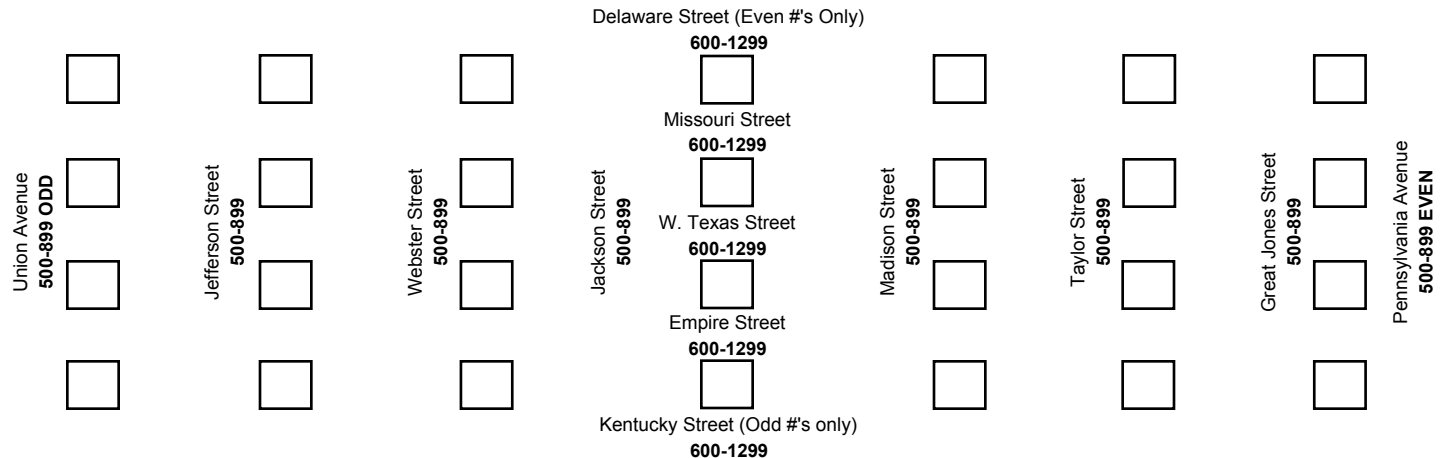 Delaware Street (Even #'s Only)
600-1299
Missouri Street
600-1299
Union Avenue
500-899 ODD
Jefferson Street
500-899
Webster Street
500-899
Jackson Street
500-899
W. Texas Street
600-1299
Madison Street
500-899
Taylor Street
500-899
Great Jones Street
500-899
Pennsylvania Avenue
500-899 EVEN
Empire Street
600-1299
Kentucky Street (Odd #'s only)
600-1299